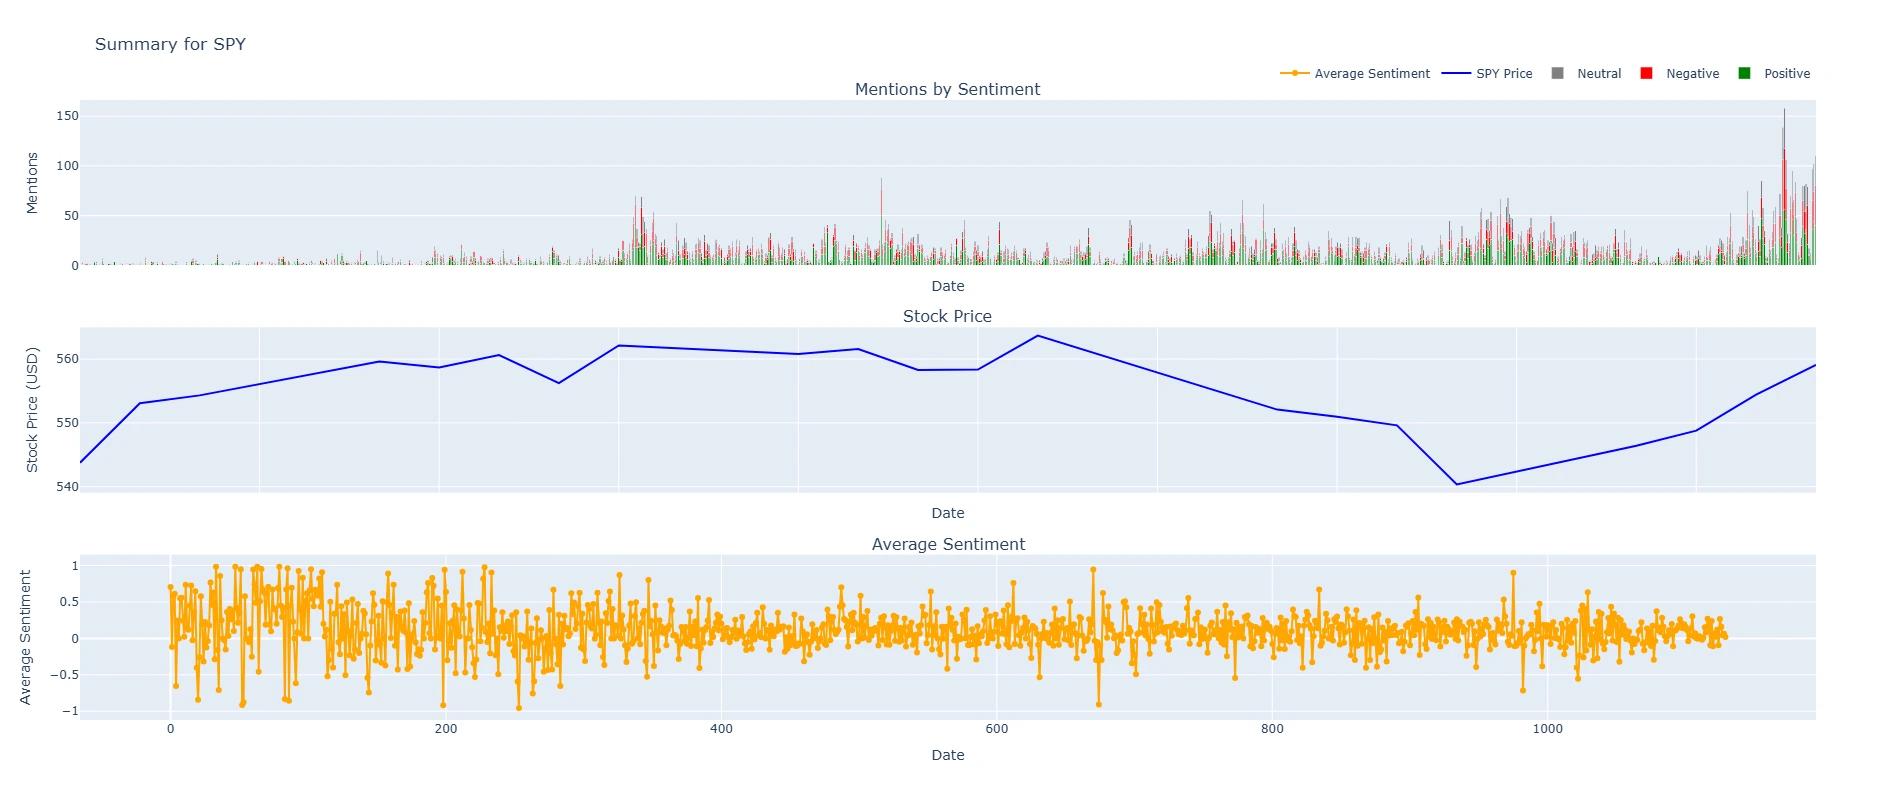 Summary for SPY
Average Sentiment SPY Price Neutral Negative Positive
Mentions by Sentiment
Mentions
150
100
50
0
Date
Stock Price
Stock Price (USD)
560
550
540
Date
Average Sentiment
Average Sentiment
1
0.5
0
−0.5
−1
0 200 400 600 800 1000
Date